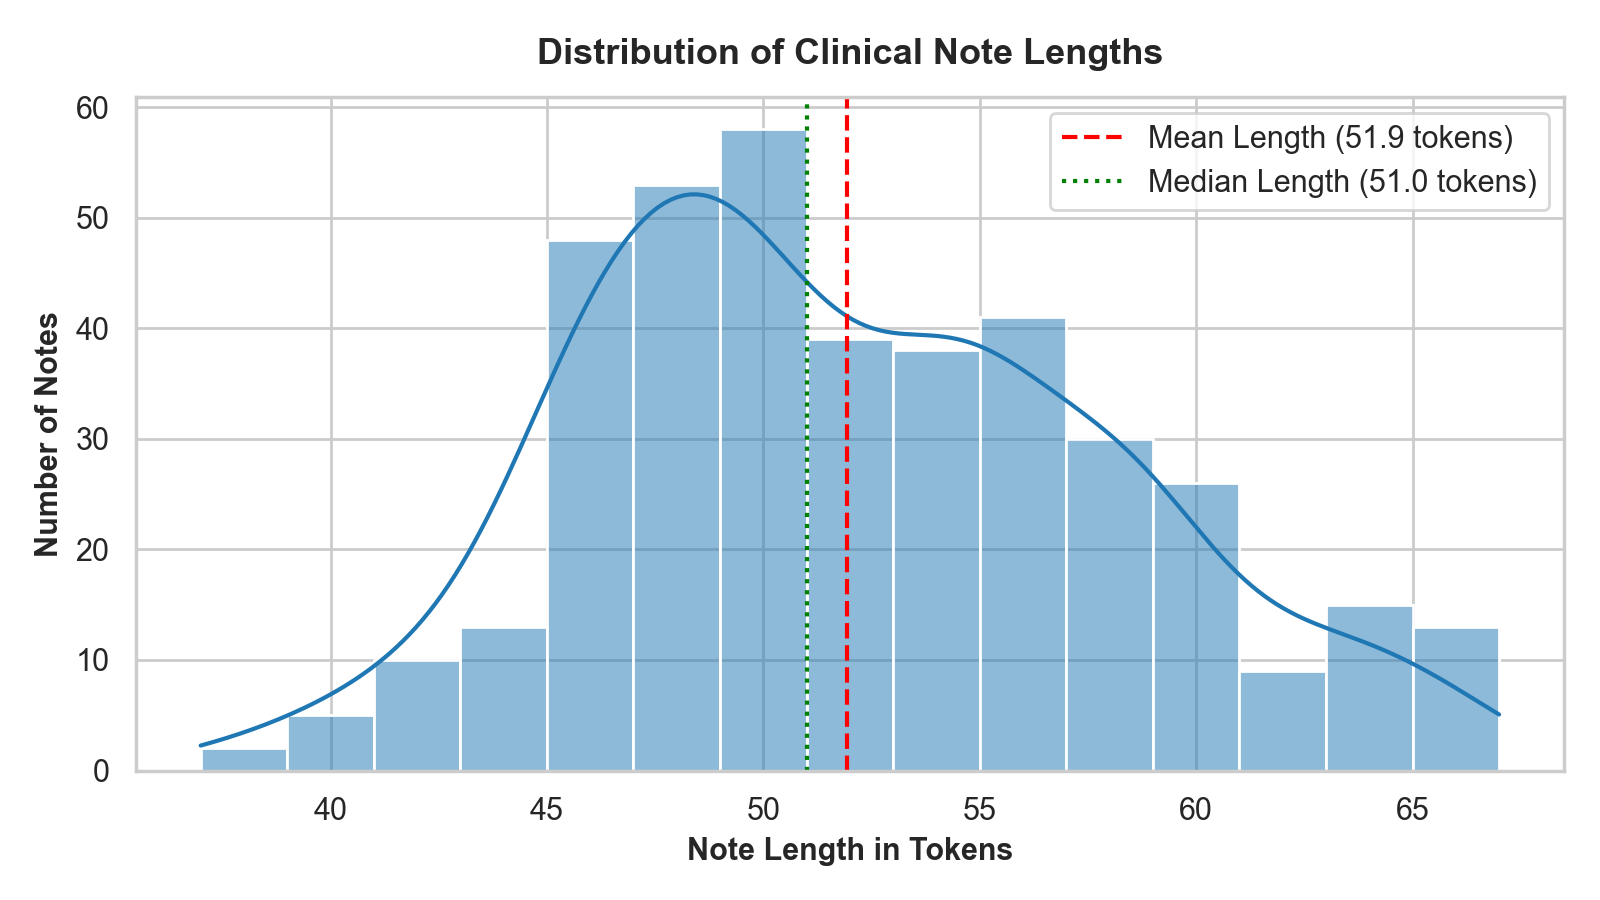 Distribution of Clinical Note Lengths
Mean Length (51.9 tokens)
Median Length (51.0 tokens)
Number of Notes
60
50
40
30
20
10
0
40 45 50 55 60 65
Note Length in Tokens